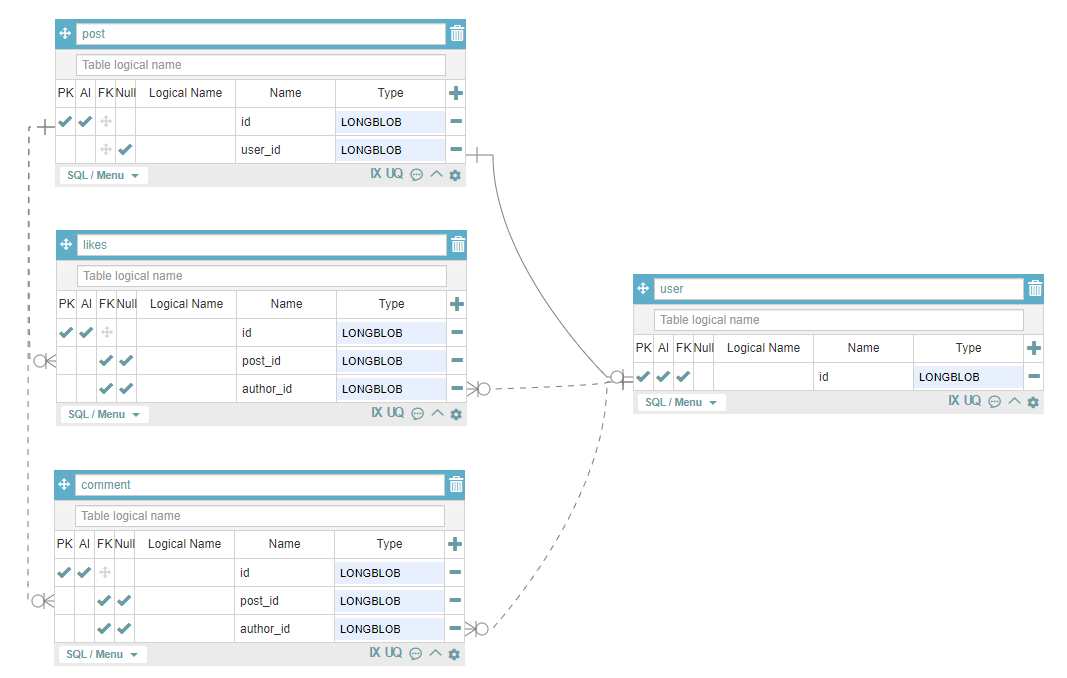 post
Table logical name
PK AI FK Null Logical Name Name Type
id LONGBLOB
user_id LONGBLOB
SQL / Menu IX UQ
likes
Table logical name
PK AI FK Null Logical Name Name Type
id LONGBLOB
post_id LONGBLOB
author_id LONGBLOB
SQL / Menu IX UQ
user
Table logical name
PK AI FK Null Logical Name Name Type
id LONGBLOB
SQL / Menu IX UQ
comment
Table logical name
PK AI FK Null Logical Name Name Type
id LONGBLOB
post_id LONGBLOB
author_id LONGBLOB
SQL / Menu IX UQ